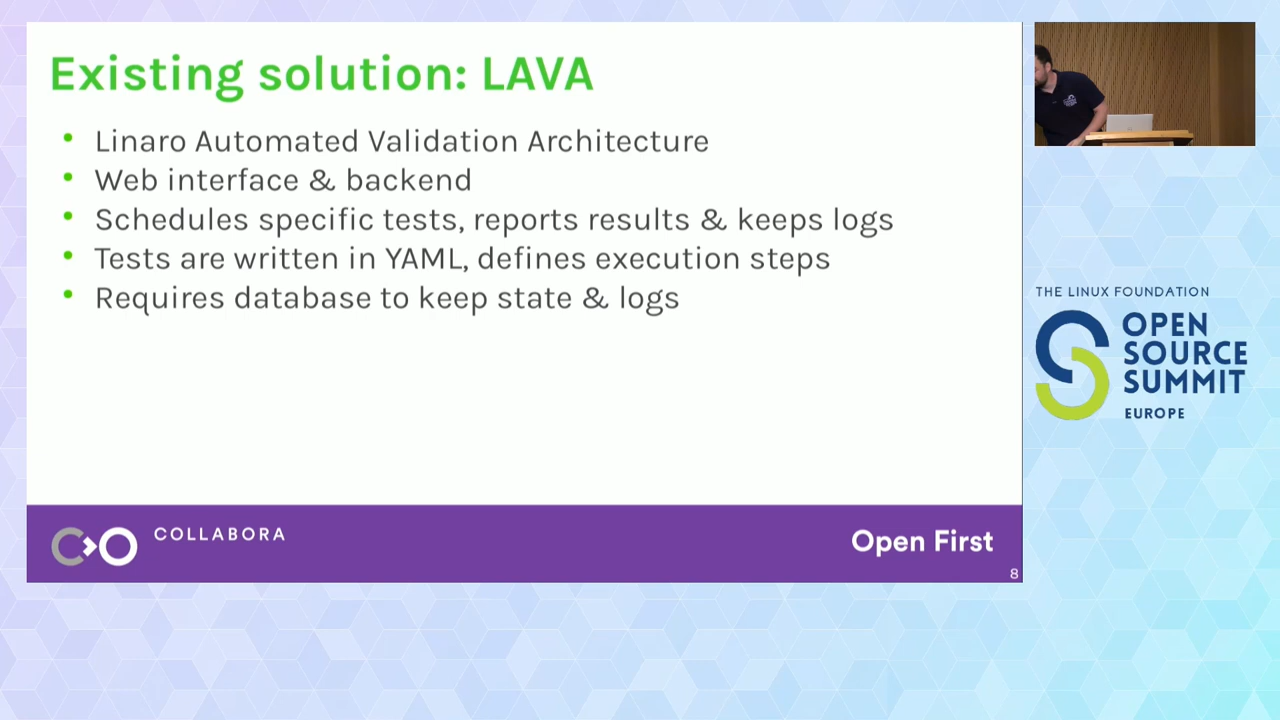 Existing solution: LAVA
Linaro Automated Validation Architecture
Web interface & backend
Schedules specific tests, reports results & keeps logs
Tests are written in YAML, defines execution steps
Requires database to keep state & logs
COLLABORA
Open First
8
THE LINUX FOUNDATION
OPEN
SOURCE
SUMMIT
EUROPE